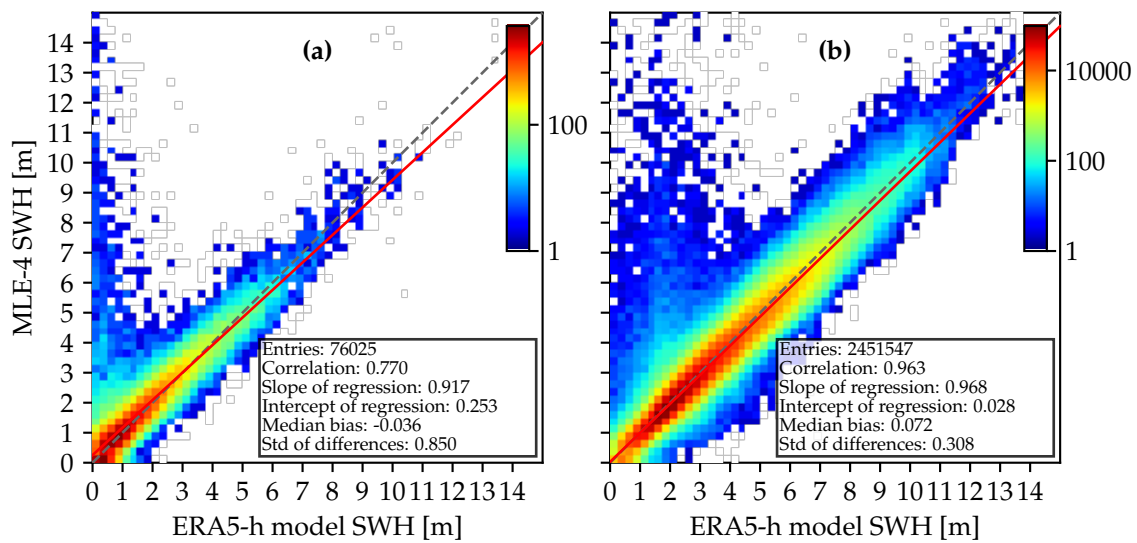 (a)
14
13
12
11
10
9
8
7
6
5
4
3
2
1
0
MLE-4 SWH [m]
100
1
Entries: 76025
Correlation: 0.770
Slope of regression: 0.917
Intercept of regression: 0.253
Median bias: -0.036
Std of differences: 0.850
0 1 2 3 4 5 6 7 8 9 10 11 12 13 14
ERA5-h model SWH [m]
(b)
10000
100
1
Entries: 2451547
Correlation: 0.963
Slope of regression: 0.968
Intercept of regression: 0.028
Median bias: 0.072
Std of differences: 0.308
0 1 2 3 4 5 6 7 8 9 10 11 12 13 14
ERA5-h model SWH [m]